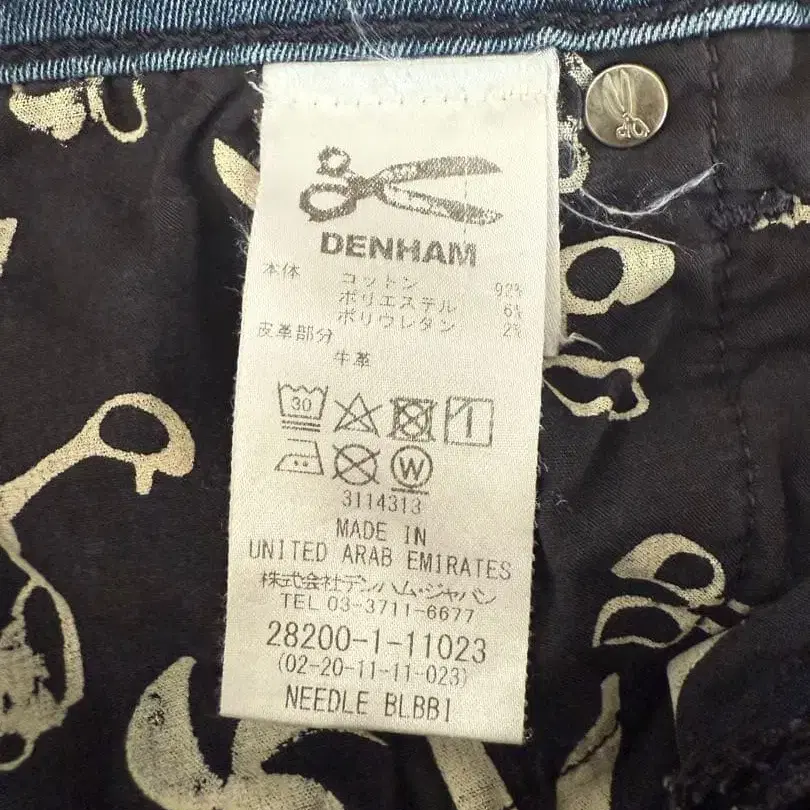 DENHAM
本体 コットン 92%
ポリエステル 6%
ポリウレタン 2%
皮革部分
牛革
30
W
3114313
MADE IN
UNITED ARAB EMIRATES
株式会社デンハム・ジャパン
TEL 03-3711-6677
28200-1-11023
(02-20-11-11-023)
NEEDLE BLBBI